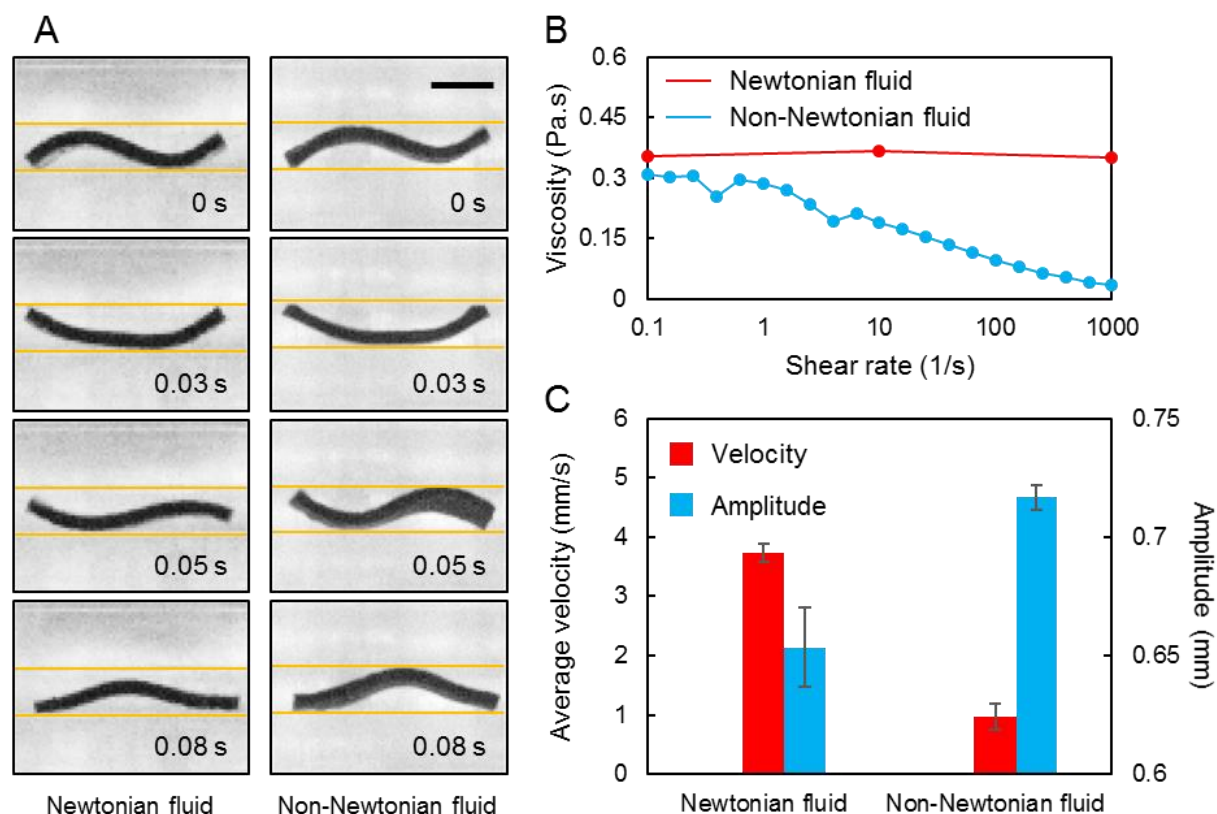 A
0 s
0 s
0.03 s
0.03 s
0.05 s
0.05 s
0.08 s
0.08 s
Newtonian fluid
Non-Newtonian fluid
B
Viscosity (Pa.s)
0.6
0.45
0.3
0.15
0
Newtonian fluid
Non-Newtonian fluid
0.1
1
10
100
1000
Shear rate (1/s)
C
Average velocity (mm/s)
6
5
4
3
2
1
0
Velocity
Amplitude
0.75
0.7
0.65
0.6
Amplitude (mm)
Newtonian fluid
Non-Newtonian fluid